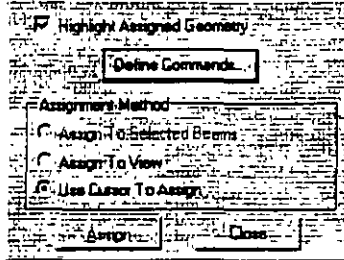 Highlight Assigned Geometry
Define Commands...
Assignment Method
Assign To Selected Beams
Assign To View
Use Cursor To Assign
Assign
Close